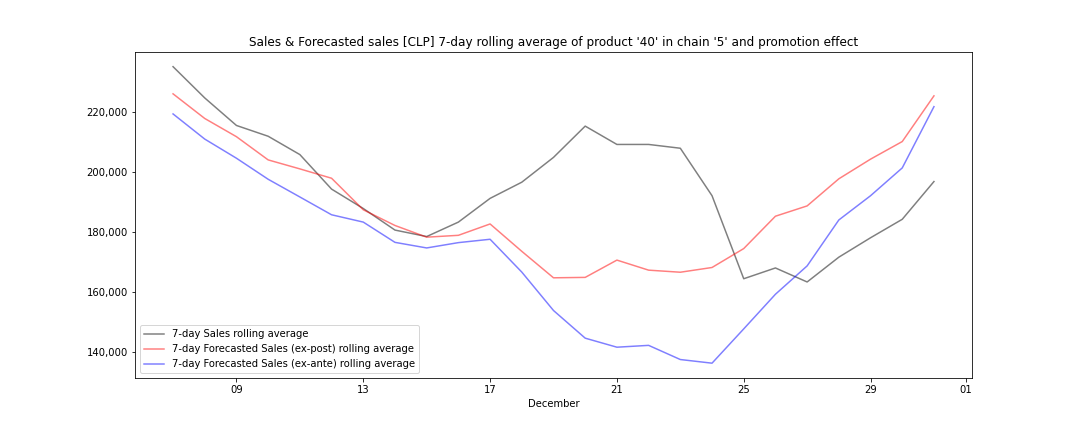 Sales & Forecasted sales [CLP] 7-day rolling average of product '40' in chain '5' and promotion effect
220,000
200,000
180,000
160,000
140,000
7-day Sales rolling average
7-day Forecasted Sales (ex-post) rolling average
7-day Forecasted Sales (ex-ante) rolling average
09 13 17 21 25 29 01
December